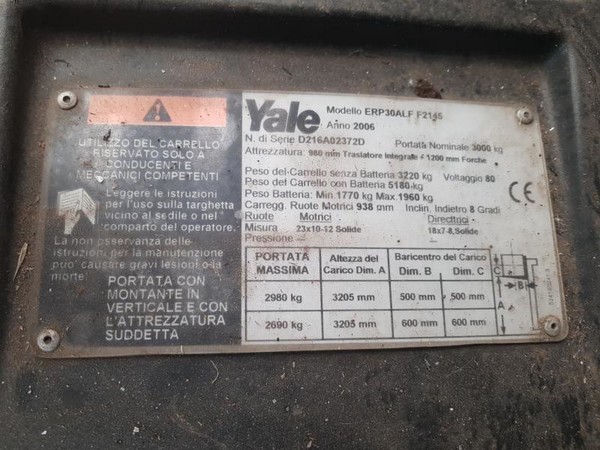 UTILIZZO DEL CARRELLO
RISERVATO SOLO A
CONDUCENTI E
MECCANICI COMPETENTI
Leggere le istruzioni
per l'uso sulla targhetta
vicino al sedile o nel
comparto del operatore.
La non osservanza delle
istruzioni per la manutenzione
puo' causare gravi lesioni o la
morte
PORTATA CON
MONTANTE IN
VERTICALE E CON
L'ATTREZZATURA
SUDDETTA
Yale
Modello ERP30ALF F2145
Anno 2006
N. di Serie D216A02372D Portata Nominale 3000 kg
Attrezzatura: 980 mm Traslatore Integrale 1200 mm Forche
Peso del Carrello senza Batteria 3220 kg Voltaggio 80
Peso del Carrello con Batteria 5180 kg
Peso Batteria: Min 1770 kg Max 1960 kg
Carregg. Ruote Motrici 938 mm Inclin. Indietro 8 Gradi
Ruote Motrici Direttrici
Misura 23x10-12 Solide 18x7-8,Solide
Pressione
CE
PORTATA MASSIMA Altezza del Carico Dim. A Baricentro del Carico Dim. B Dim. C
2980 kg 3205 mm 500 mm 500 mm
2690 kg 3205 mm 600 mm 600 mm
C
B
A